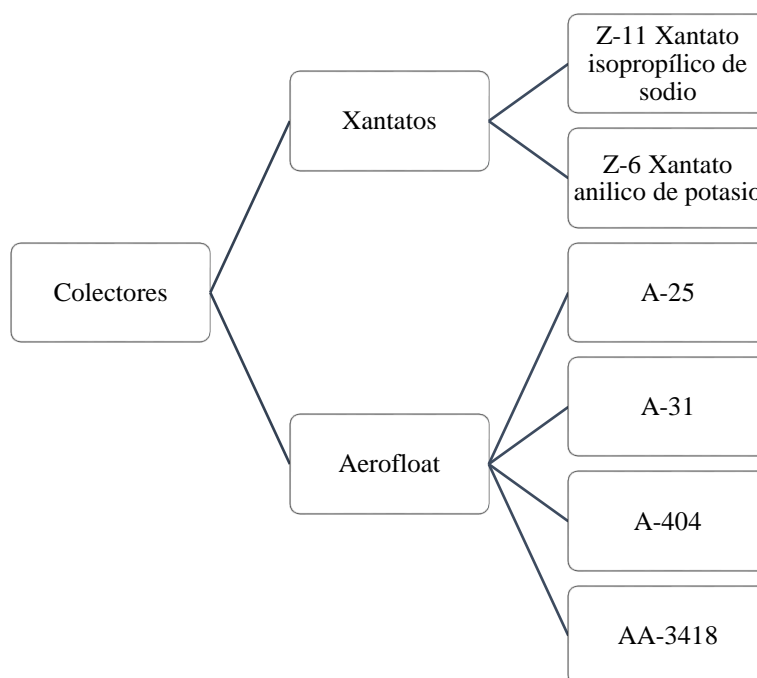 Colectores
Xantatos
Z-11 Xantato
isopropílico de
sodio
Z-6 Xantato
anilico de potasio
Aerofloat
A-25
A-31
A-404
AA-3418